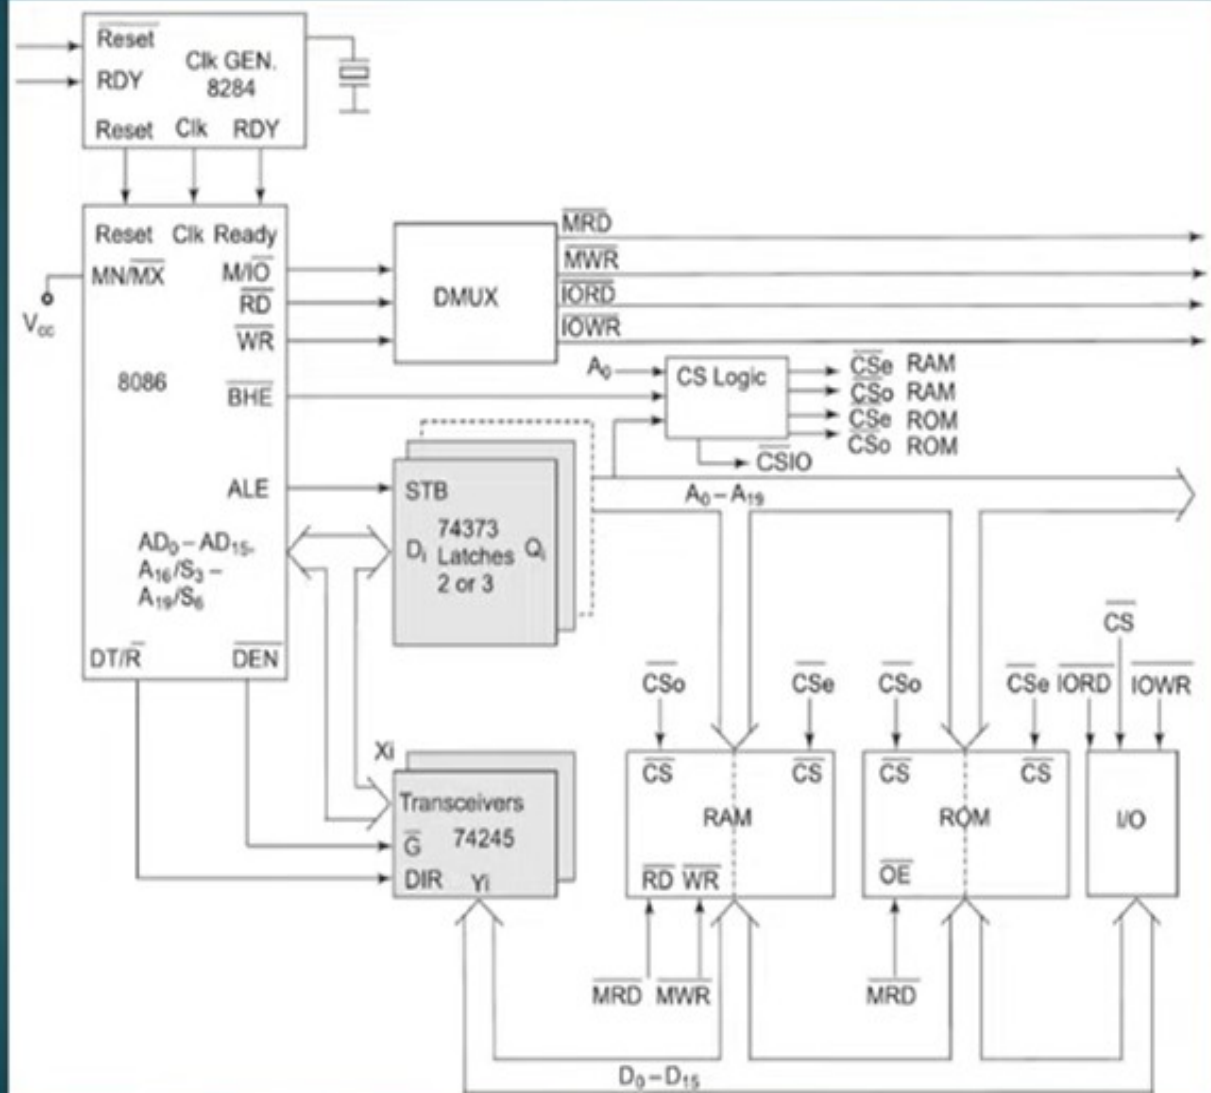 Reset
RDY
Clk GEN.
8284
Reset Clk RDY
Reset Clk Ready
MN/MX
M/IO
RD
WR
Vcc
8086
BHE
ALE
AD0 – AD15,
A16/S3 –
A19/S6
DT/R
DEN
DMUX
MRD
MWR
IORD
IOWR
A0
CS Logic
CSe RAM
CSo RAM
CSe ROM
CSo ROM
CSIO
A0 – A19
STB
74373
Di Latches Qi
2 or 3
Xi
Transceivers
G 74245
DIR Yi
CSo
CSe
CSo
CSe
IORD
CS
IOWR
CS
CS
RAM
RD WR
CS
CS
ROM
OE
I/O
MRD
MWR
MRD
D0 – D15